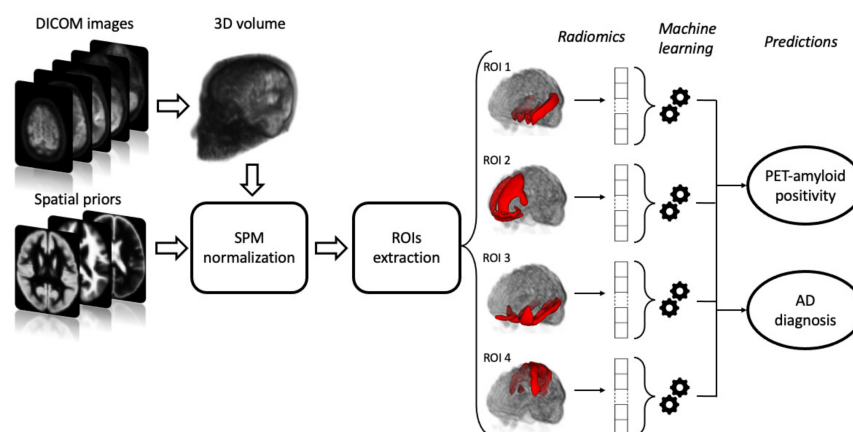 DICOM images
3D volume
Radiomics
Machine
learning
Predictions
Spatial priors
SPM
normalization
ROIs
extraction
ROI 1
ROI 2
ROI 3
ROI 4
PET-amyloid
positivity
AD
diagnosis